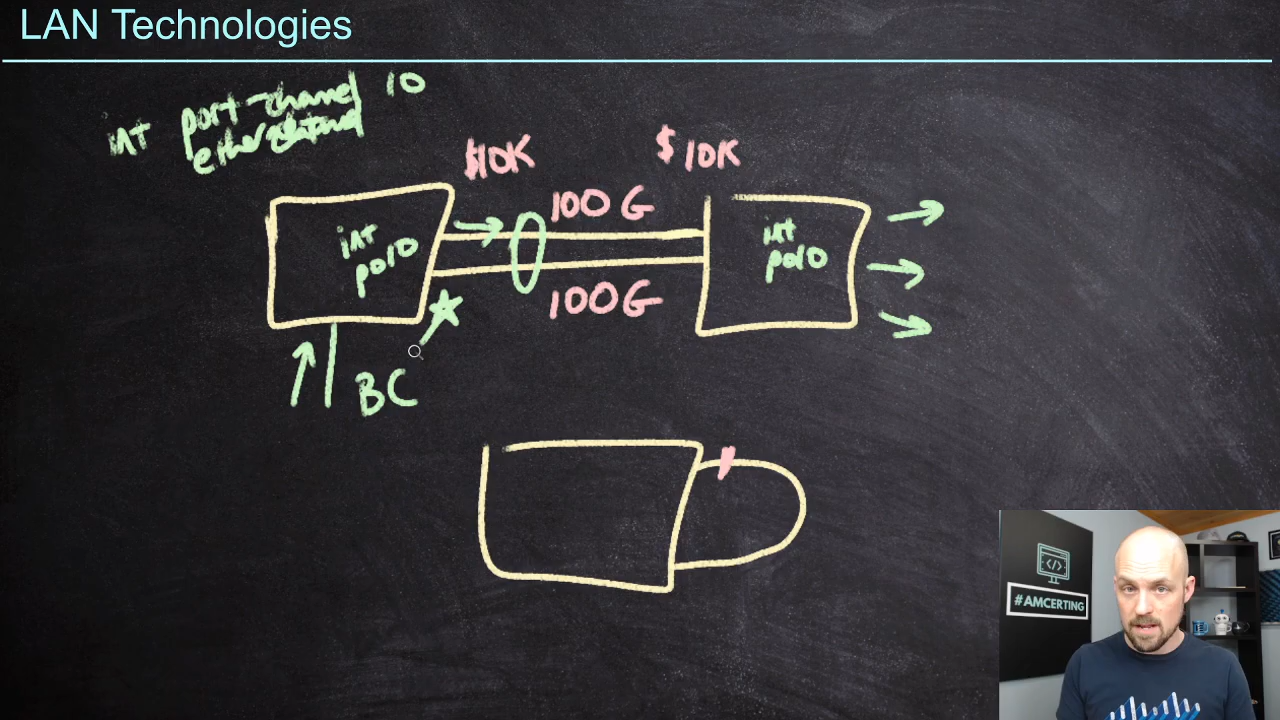 LAN Technologies
int port-channel 10
$10K
$10K
100G
int
po10
int
po10
100G
BC
#AMCERTING